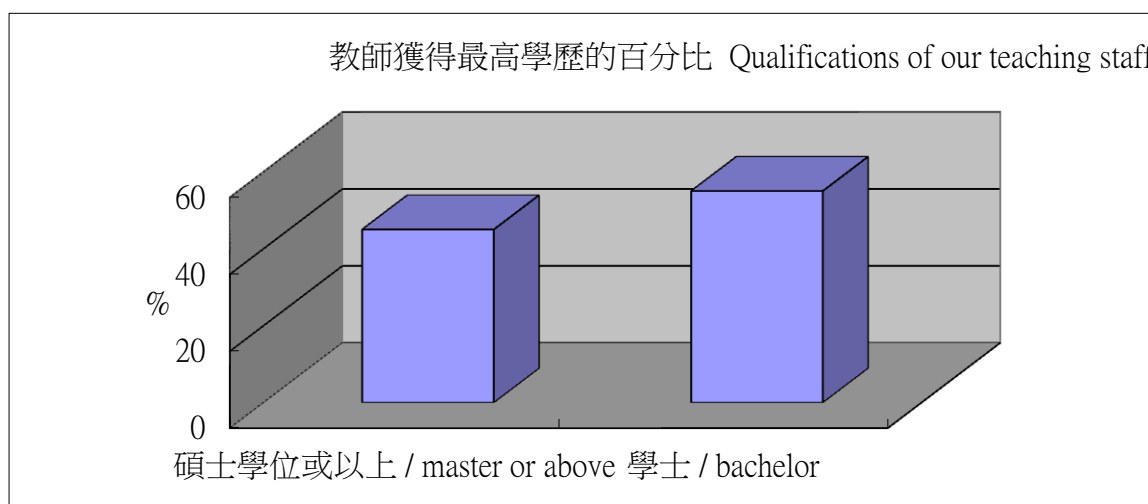 教師獲得最高學歷的百分比 Qualifications of our teaching staff
60
40
%
20
0
碩士學位或以上 / master or above 學士 / bachelor